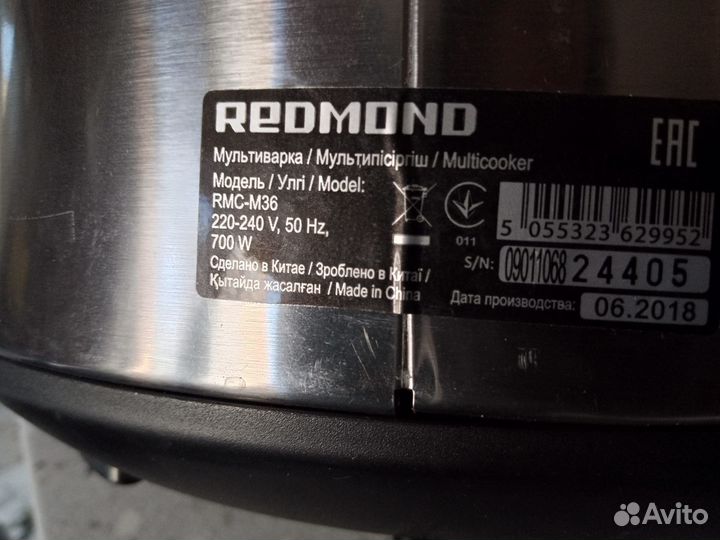 REDMOND
EAC
Мультиварка / Мультипісіргіш / Multicooker
Модель / Улгі / Model:
RMC-M36
220-240 V, 50 Hz,
700 W
Сделано в Китае / Зроблено в Китаї /
Қытайда жасалған / Made in China
011
5 055323 629952
S/N: 09011068 24405
Дата производства: 06.2018
Avito